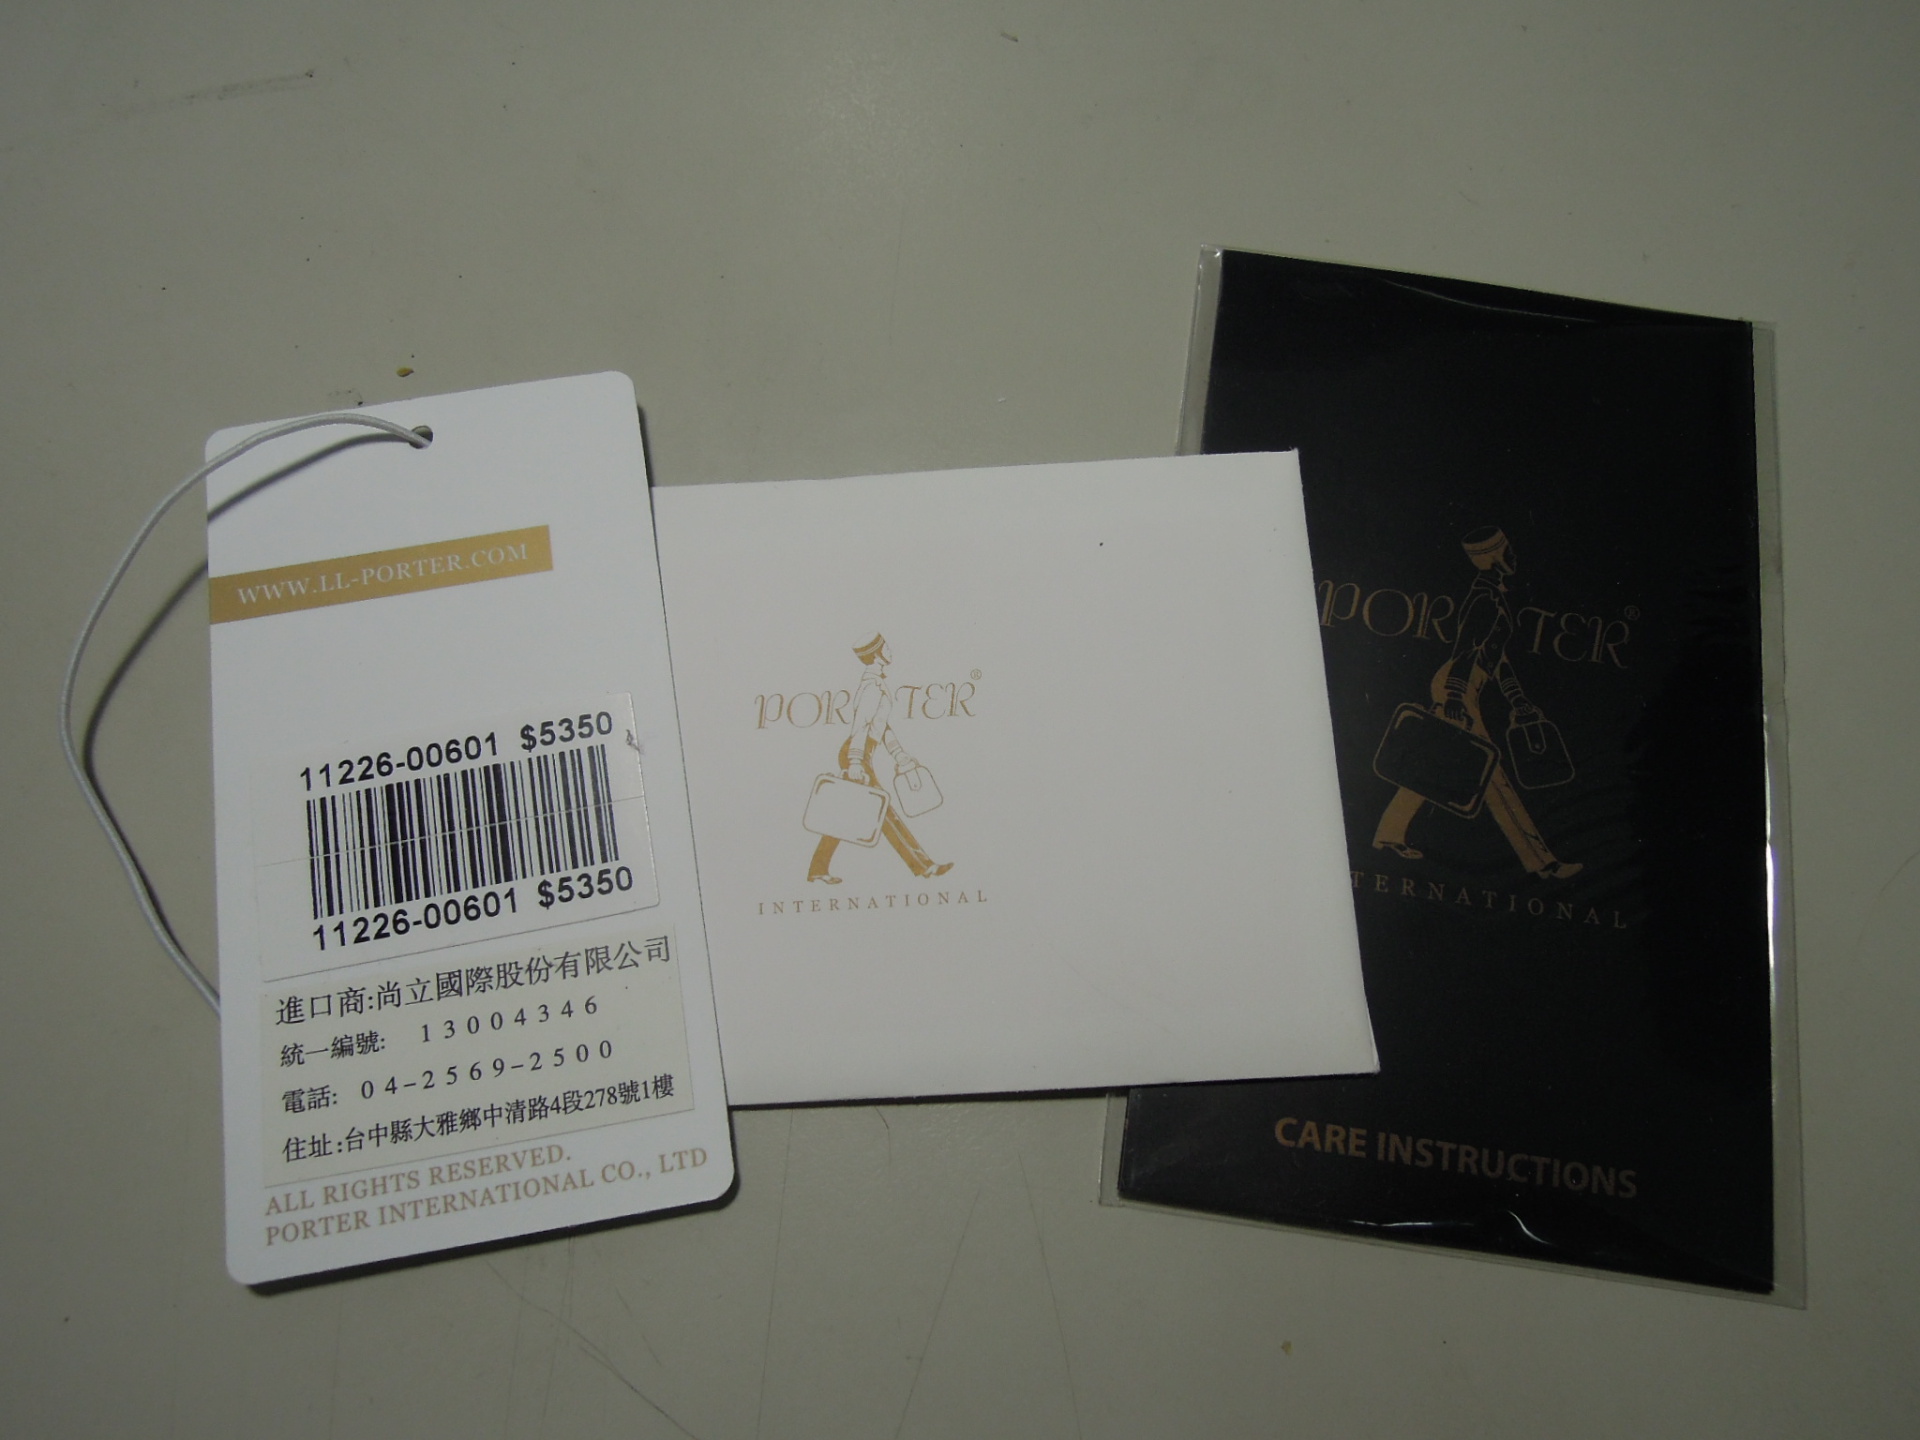 WWW.LL-PORTER.COM
11226-00601 $5350
11226-00601 $5350
進口商:尚立國際股份有限公司
統一編號: 13004346
電話: 04-2569-2500
住址:台中縣大雅鄉中清路4段278號1樓
ALL RIGHTS RESERVED.
PORTER INTERNATIONAL CO., LTD
PORTER®
INTERNATIONAL
PORTER®
TERNATIONAL
CARE INSTRUCTIONS